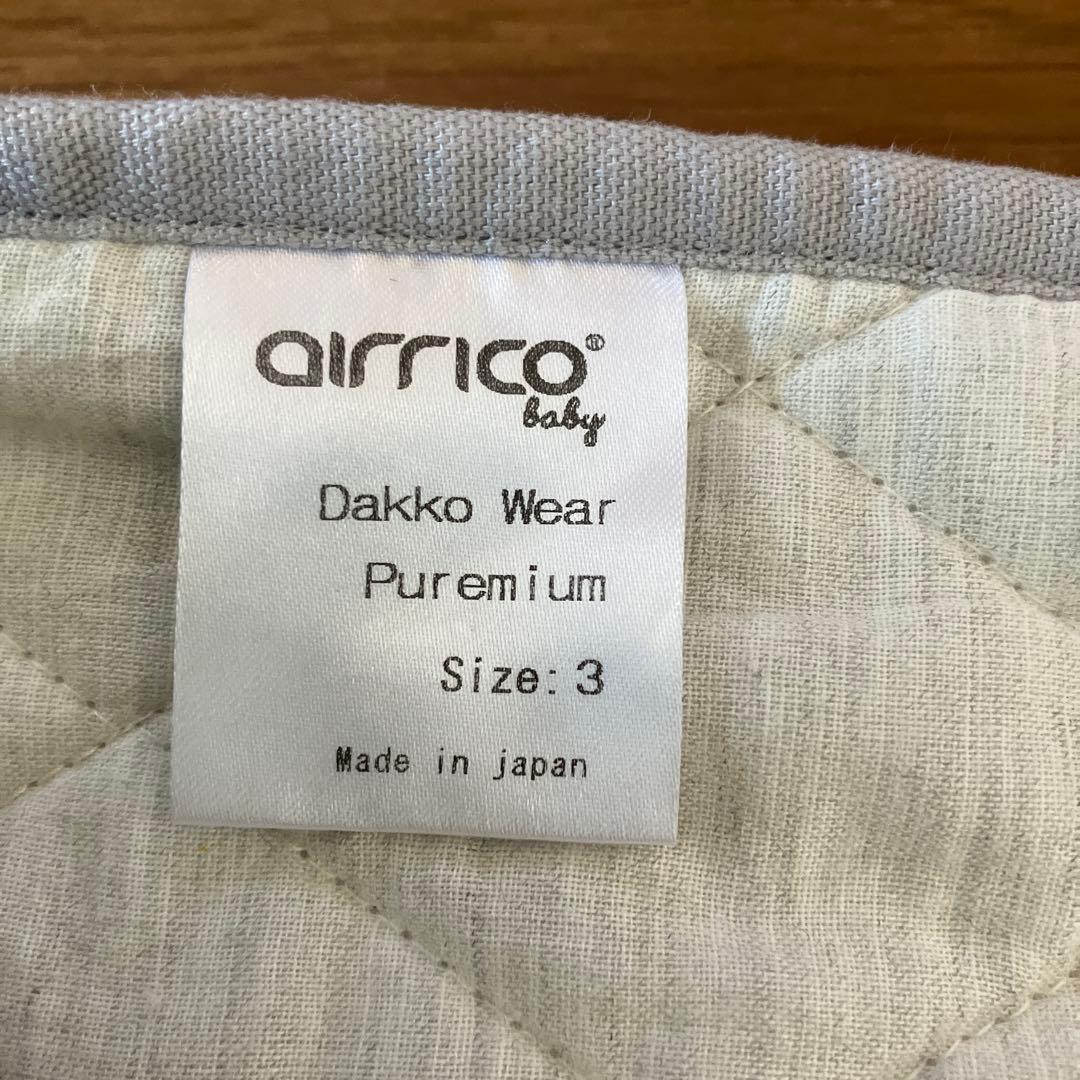 airrico®
baby
Dakko Wear
Puremium
Size: 3
Made in japan